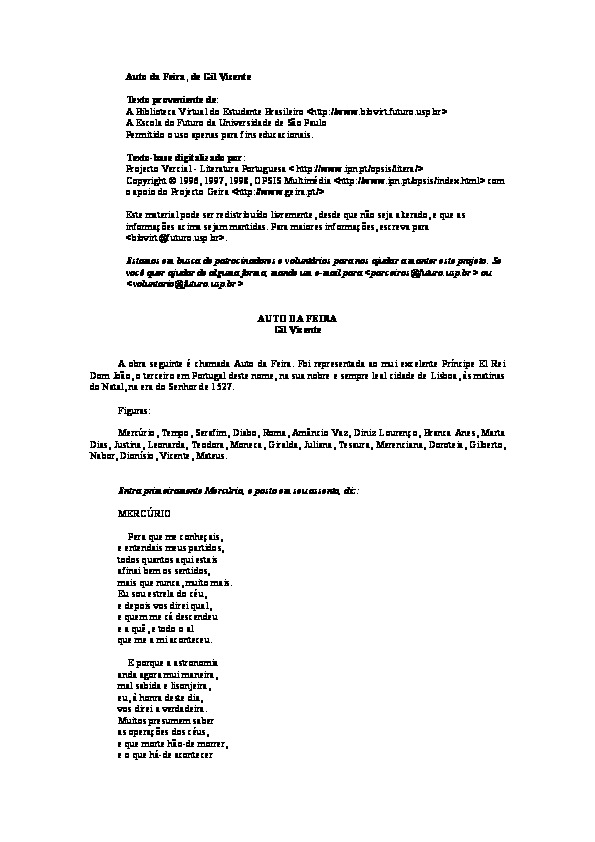 Auto da Feira, de Gil Vicente
Texto proveniente de:
A Biblioteca Virtual do Estudante Brasileiro <http://www.bibvirt.futuro.usp.br>
A Escola do Futuro da Universidade de São Paulo
Permitido o uso apenas para fins educacionais.
Texto-base digitalizado por:
Projecto Vercial - Literatura Portuguesa < http://www.ipn.pt/opsis/litera/>
Copyright © 1996, 1997, 1998, OPSIS Multimédia <http://www.ipn.pt/opsis/index.html> com
o apoio do Projecto Geira <http://www.geira.pt/>
Este material pode ser redistribuído livremente, desde que não seja alterado, e que as
informações acima sejam mantidas. Para maiores informações, escreva para
<bibvirt@futuro.usp.br>.
Estamos em busca de patrocinadores e voluntários para nos ajudar a manter este projeto. Se
você quer ajudar de alguma forma, mande um e-mail para <parceiros@futuro.usp.br> ou
<voluntario@futuro.usp.br>
AUTO DA FEIRA
Gil Vicente
A obra seguinte é chamada Auto da Feira. Foi representada ao mui excelente Príncipe El Rei
Dom João, o terceiro em Portugal deste nome, na sua nobre e sempre leal cidade de Lisboa, às matinas
do Natal, na era do Senhor de 1527.
Figuras:
Mercúrio, Tempo, Serafim, Diabo, Roma, Amâncio Vaz, Diniz Lourenço, Branca Anes, Marta
Dias, Justina, Leonarda, Teodora, Moneca, Giralda, Juliana, Tesaura, Merenciana, Doroteia, Gilberto,
Nabor, Dionísio, Vicente, Mateus.
Entra primeiramente Mercúrio, e posto em seu assento, diz:
MERCÚRIO
Pera que me conheçais,
e entendais meus partidos,
todos quantos aqui estais
afinai bem os sentidos,
mais que nunca, muito mais.
Eu sou estrela do céu,
e depois vos direi qual,
e quem me cá descendeu
e a quê, e todo o al
que me a mi aconteceu.
E porque a astronomia
anda agora mui maneira,
mal sabida e lisonjeira,
eu, à honra deste dia,
vos direi a verdadeira.
Muitos presumem saber
as operações dos céus,
e que morte hão-de morrer,
e o que há-de acontecer